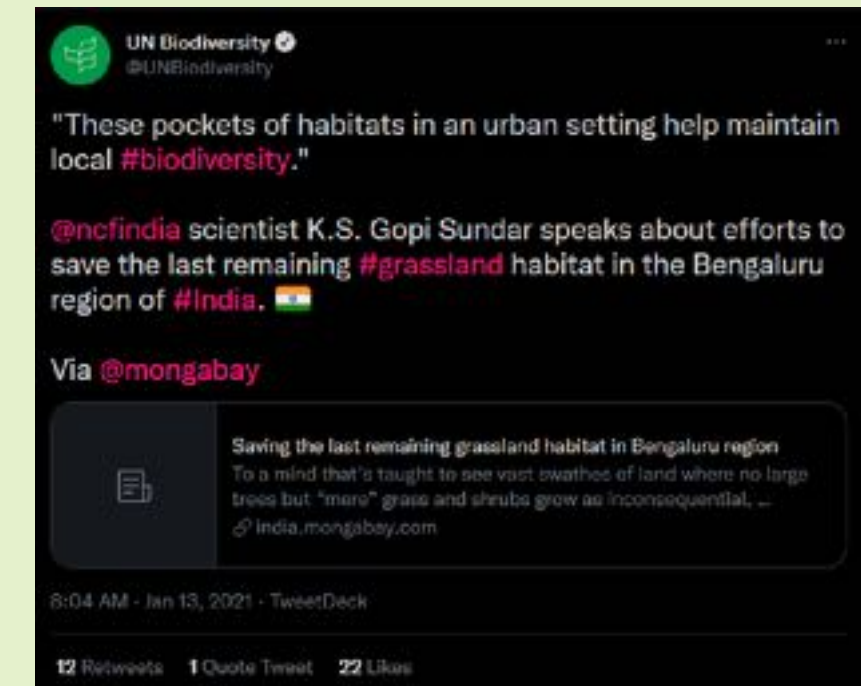 UN Biodiversity
@UNBiodiversity
"These pockets of habitats in an urban setting help maintain
local #biodiversity."
@ncfindia scientist K.S. Gopi Sundar speaks about efforts to
save the last remaining #grassland habitat in the Bengaluru
region of #India. 🇮🇳
Via @mongabay
Saving the last remaining grassland habitat in Bengaluru region
To a mind that's taught to see vast swathes of land where no large
trees but "mere" grass and shrubs grow as inconsequential, ...
india.mongabay.com
8:04 AM · Jan 13, 2021 · TweetDeck
12 Retweets 1 Quote Tweet 22 Likes